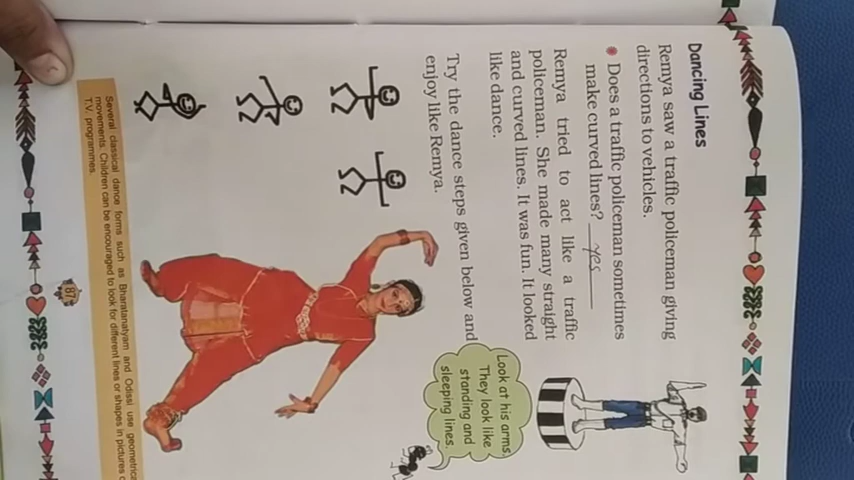 Dancing Lines
Remya saw a traffic policeman giving
directions to vehicles.
Does a traffic policeman sometimes
make curved lines? yes
Look at his arms.
They look like
standing and
sleeping lines.
Remya tried to act like a traffic
policeman. She made many straight
and curved lines. It was fun. It looked
like dance.
Try the dance steps given below and
enjoy like Remya.
Several classical dance forms such as Bharatanatyam and Odissi use
movements. Children can be encouraged to look for different lines or shapes in pictures
T.V. programmes.
87